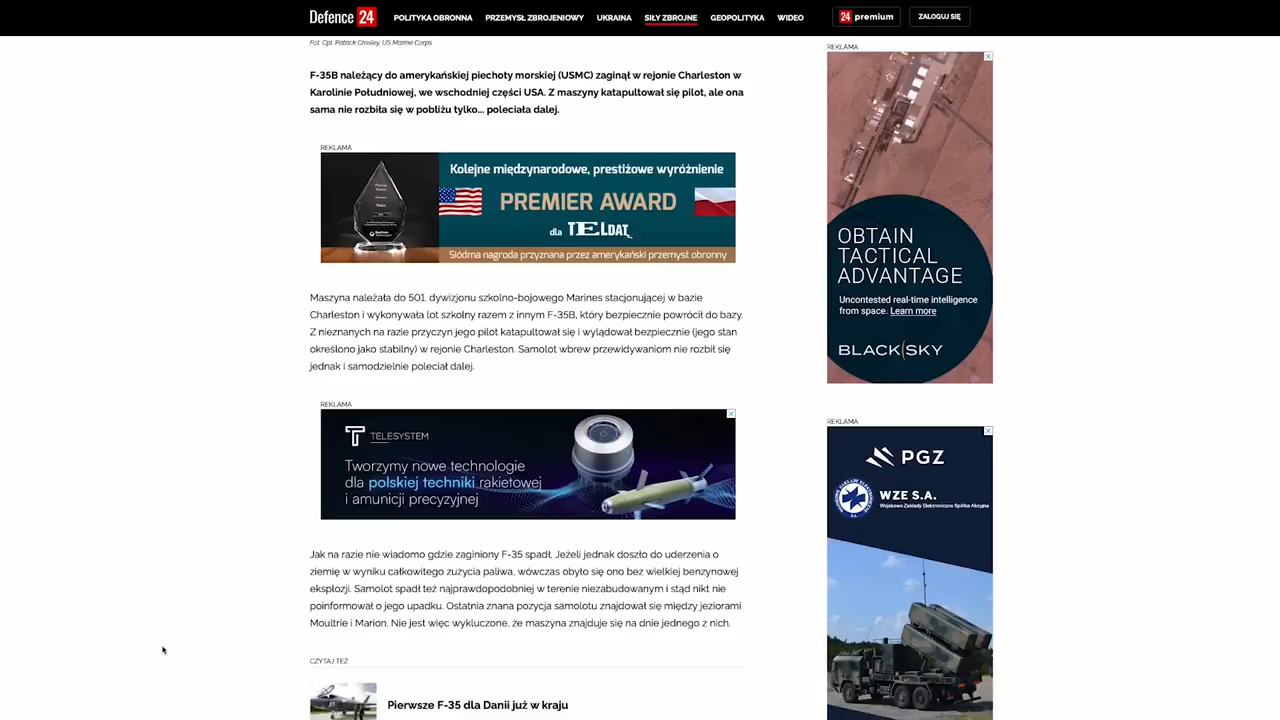 Defence 24
POLITYKA OBRONNA
PRZEMYSŁ ZBROJENIOWY
UKRAINA
SIŁY ZBROJNE
GEOPOLITYKA
WIDEO
24 premium
ZALOGUJ SIĘ
Fot. Cpl. Patrick Crosley, US Marine Corps
F-35B należący do amerykańskiej piechoty morskiej (USMC) zaginął w rejonie Charleston w
Karolinie Południowej, we wschodniej części USA. Z maszyny katapultował się pilot, ale ona
sama nie rozbiła się w pobliżu tylko... poleciała dalej.
REKLAMA
Kolejne międzynarodowe, prestiżowe wyróżnienie
PREMIER AWARD
dla TELDAT
Siódma nagroda przyznana przez amerykański przemysł obronny
Maszyna należała do 501. dywizjonu szkolno-bojowego Marines stacjonującej w bazie
Charleston i wykonywała lot szkolny razem z innym F-35B, który bezpiecznie powrócił do bazy.
Z nieznanych na razie przyczyn jego pilot katapultował się i wylądował bezpiecznie (jego stan
określono jako stabilny) w rejonie Charleston. Samolot wbrew przewidywaniom nie rozbił się
jednak i samodzielnie poleciał dalej.
REKLAMA
TELESYSTEM
Tworzymy nowe technologie
dla polskiej techniki rakietowej
i amunicji precyzyjnej
Jak na razie nie wiadomo gdzie zaginiony F-35 spadł. Jeżeli jednak doszło do uderzenia o
ziemię w wyniku całkowitego zużycia paliwa, wówczas obyło się ono bez wielkiej benzynowej
eksplozji. Samolot spadł też najprawdopodobniej w terenie niezabudowanym i stąd nikt nie
poinformował o jego upadku. Ostatnia znana pozycja samolotu znajdował się między jeziorami
Moultrie i Marion. Nie jest więc wykluczone, że maszyna znajduje się na dnie jednego z nich.
CZYTAJ TEŻ
Pierwsze F-35 dla Danii już w kraju
REKLAMA
OBTAIN
TACTICAL
ADVANTAGE
Uncontested real-time intelligence
from space. Learn more
BLACKSKY
REKLAMA
PGZ
WZE S.A.
Wojskowe Zakłady Elektroniczne Spółka Akcyjna